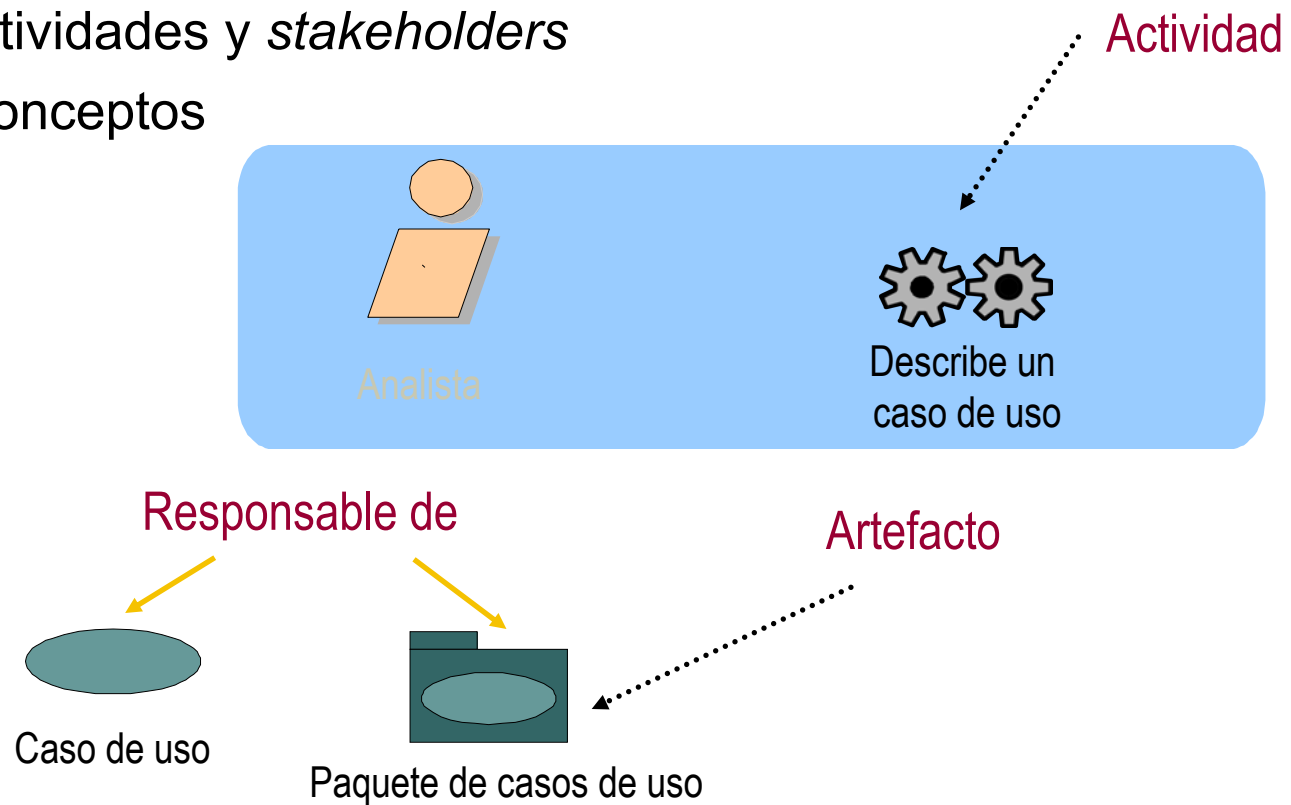 tividades y stakeholders
Actividad
onceptos
Analista
Describe un
caso de uso
Responsable de
Artefacto
Caso de uso
Paquete de casos de uso